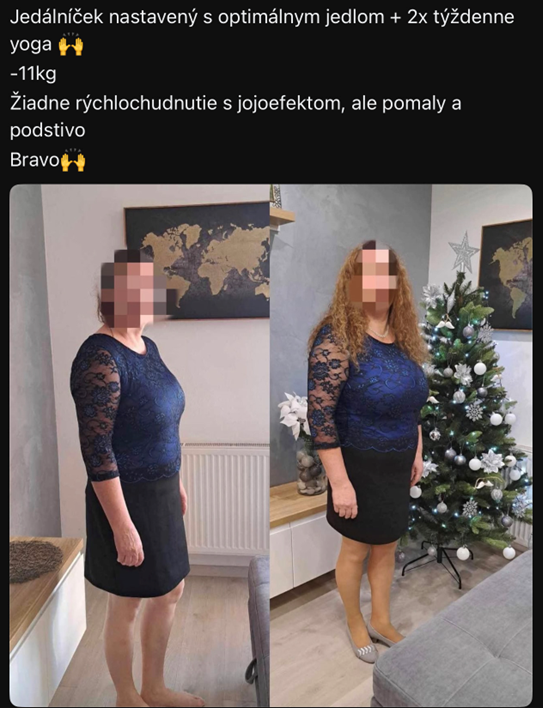 Jedálníček nastavený s optimálnym jedlom + 2x týždenne
yoga 🙌
-11kg
Žiadne rýchlochudnutie s jojoefektom, ale pomaly a
podstivo
Bravo🙌